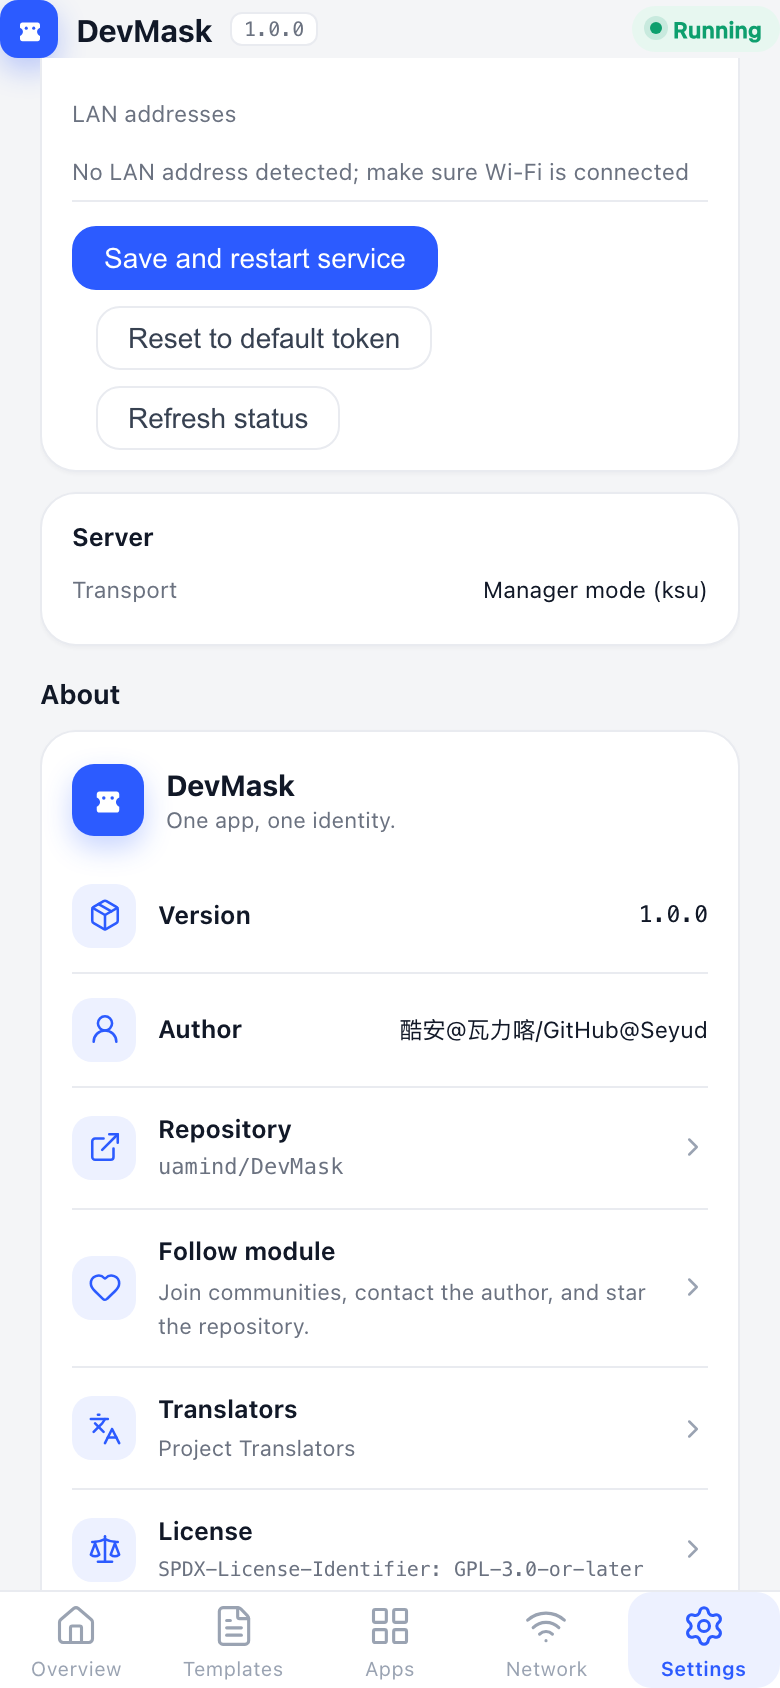 DevMask 1.0.0 Running
LAN addresses
No LAN address detected; make sure Wi-Fi is connected
Save and restart service
Reset to default token
Refresh status
Server
Transport Manager mode (ksu)
About
DevMask
One app, one identity.
Version 1.0.0
Author 酷安@瓦力喀/GitHub@Seyud
Repository
uamind/DevMask
Follow module
Join communities, contact the author, and star
the repository.
Translators
Project Translators
License
SPDX-License-Identifier: GPL-3.0-or-later
Overview Templates Apps Network Settings